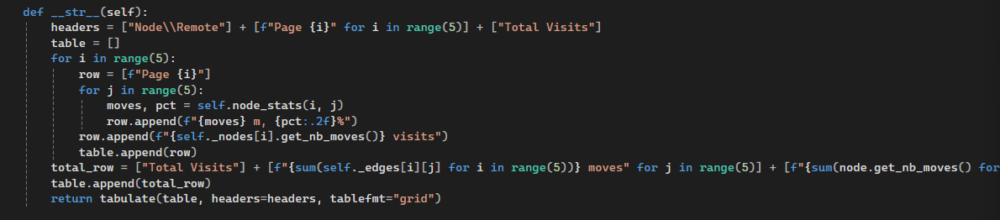 def __str__(self):
    headers = ["Node\\Remote"] + [f"Page {i}" for i in range(5)] + ["Total Visits"]
    table = []
    for i in range(5):
        row = [f"Page {i}"]
        for j in range(5):
            moves, pct = self.node_stats(i, j)
            row.append(f"{moves} m, {pct:.2f}%")
        row.append(f"{self._nodes[i].get_nb_moves()} visits")
        table.append(row)
    total_row = ["Total Visits"] + [f"{sum(self._edges[i][j] for i in range(5))} moves" for j in range(5)] + [f"{sum(node.get_nb_moves() for
    table.append(total_row)
    return tabulate(table, headers=headers, tablefmt="grid")